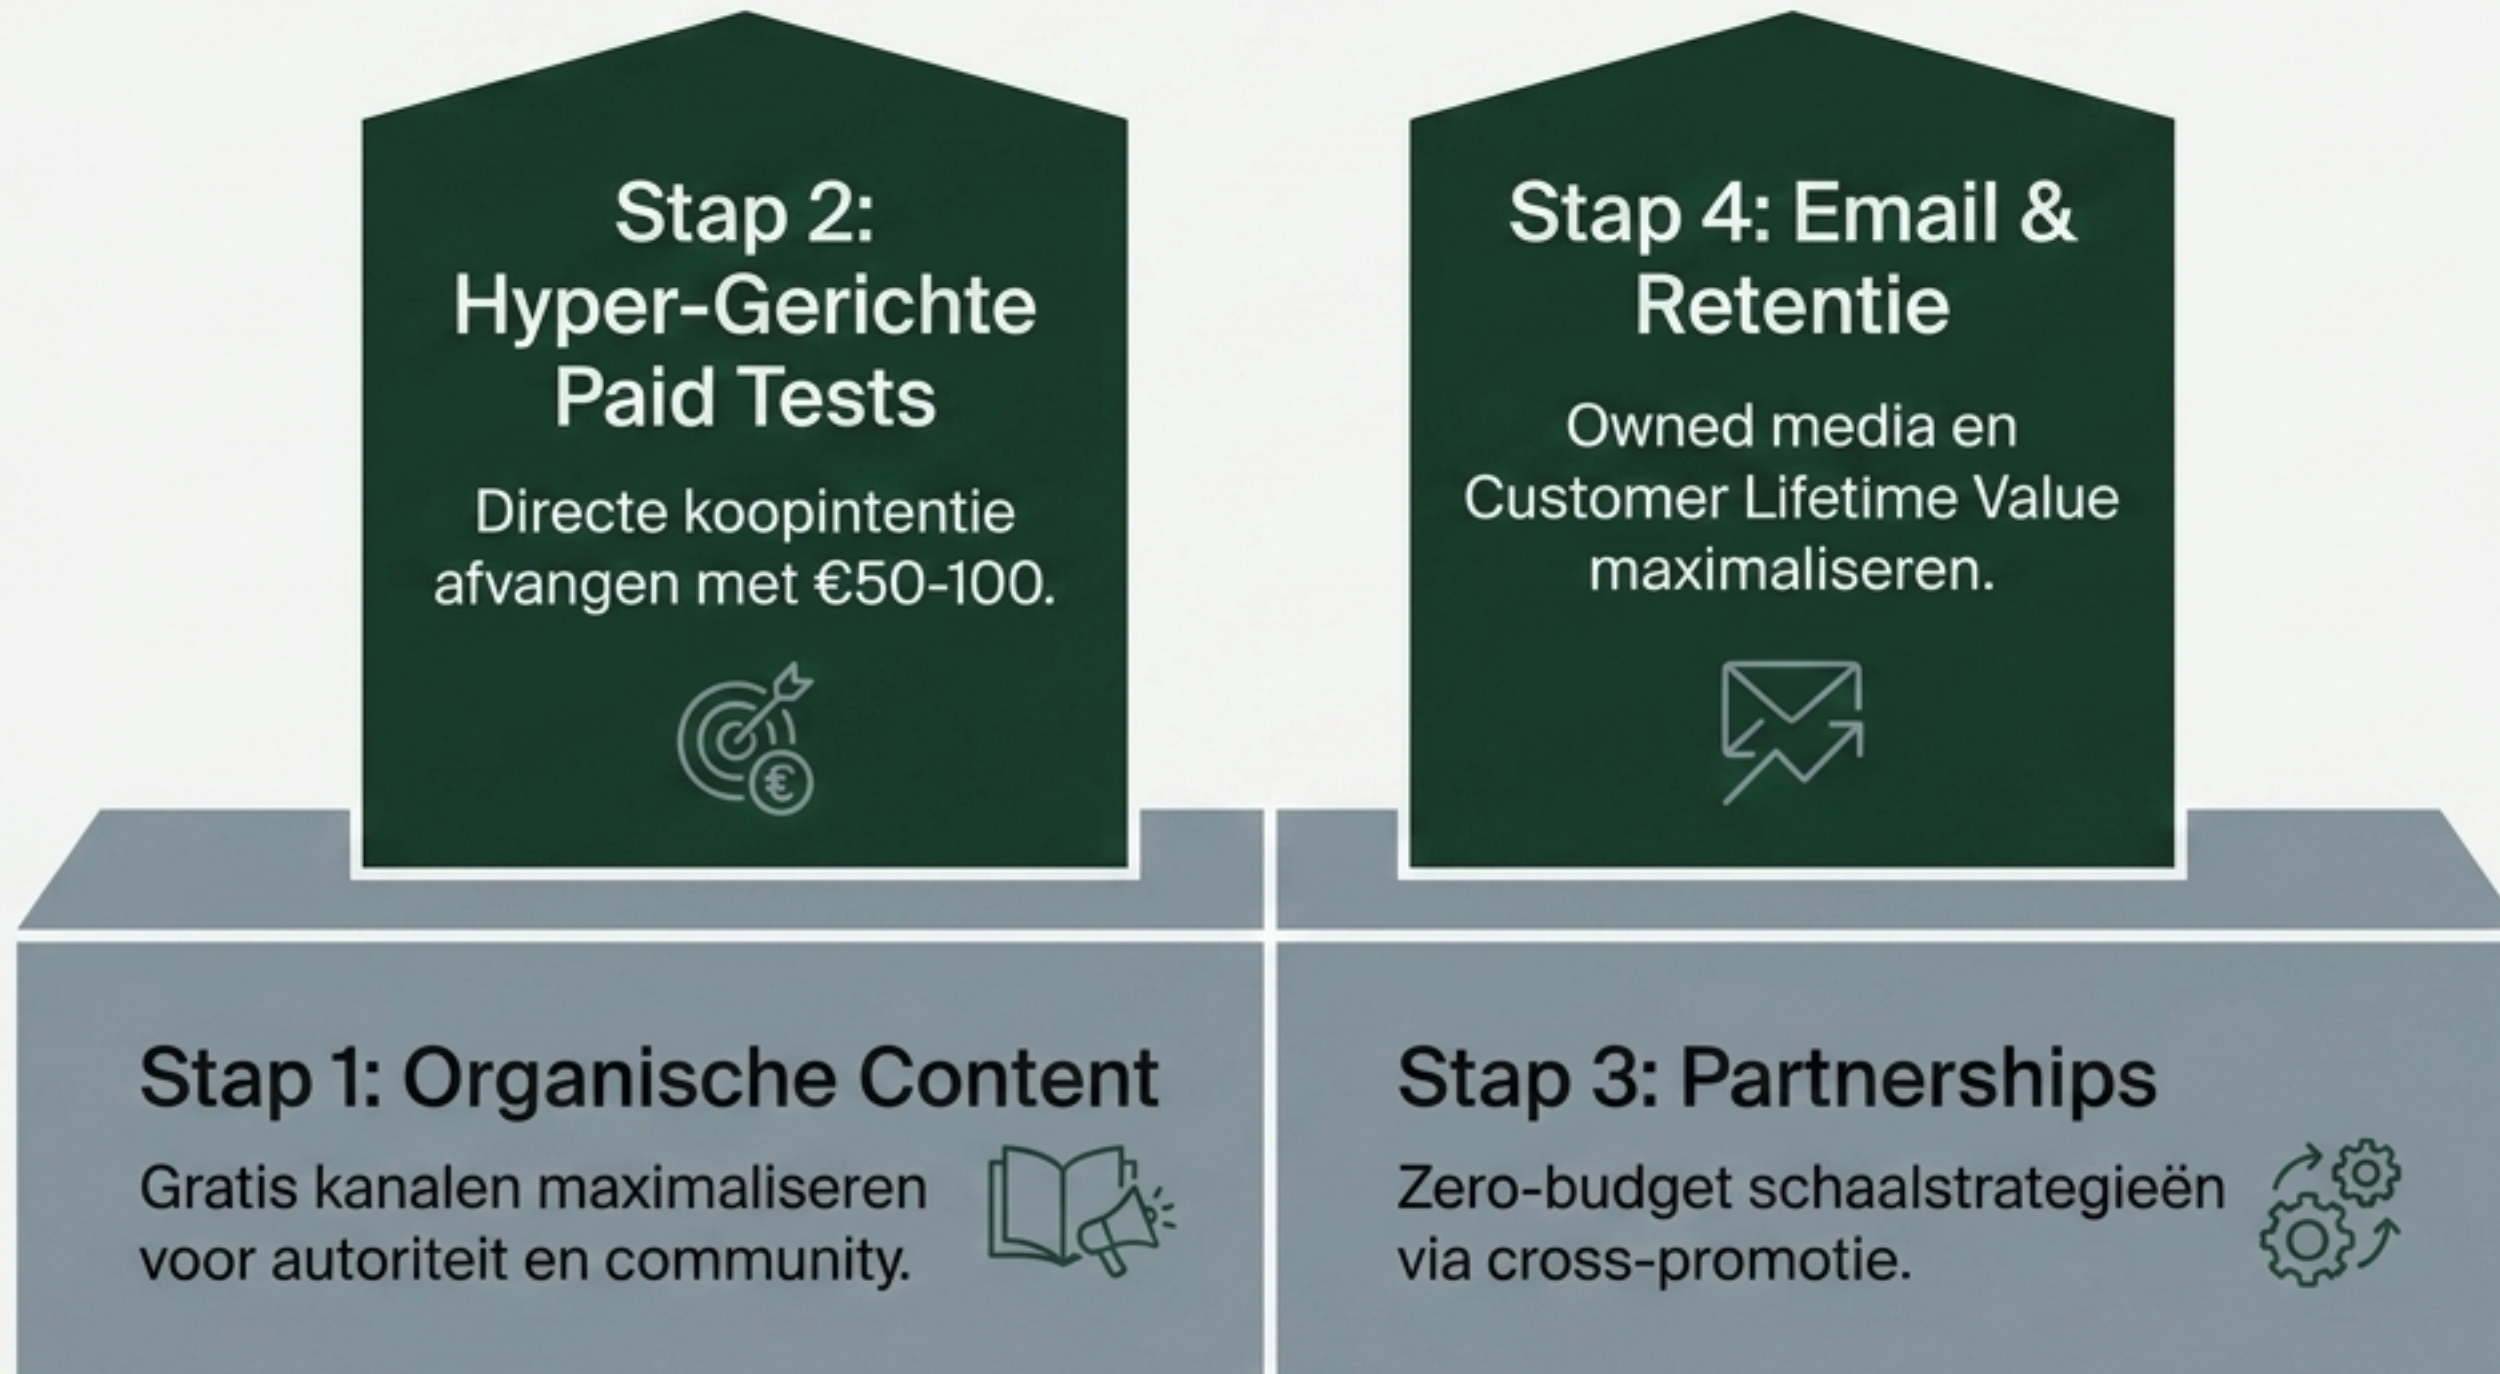 Stap 2:
Hyper-Gerichte
Paid Tests
Directe koopintentie
afvangen met €50-100.
€
Stap 4: Email &
Retentie
Owned media en
Customer Lifetime Value
maximaliseren.
Stap 1: Organische Content
Gratis kanalen maximaliseren
voor autoriteit en community.
Stap 3: Partnerships
Zero-budget schaalstrategieën
via cross-promotie.